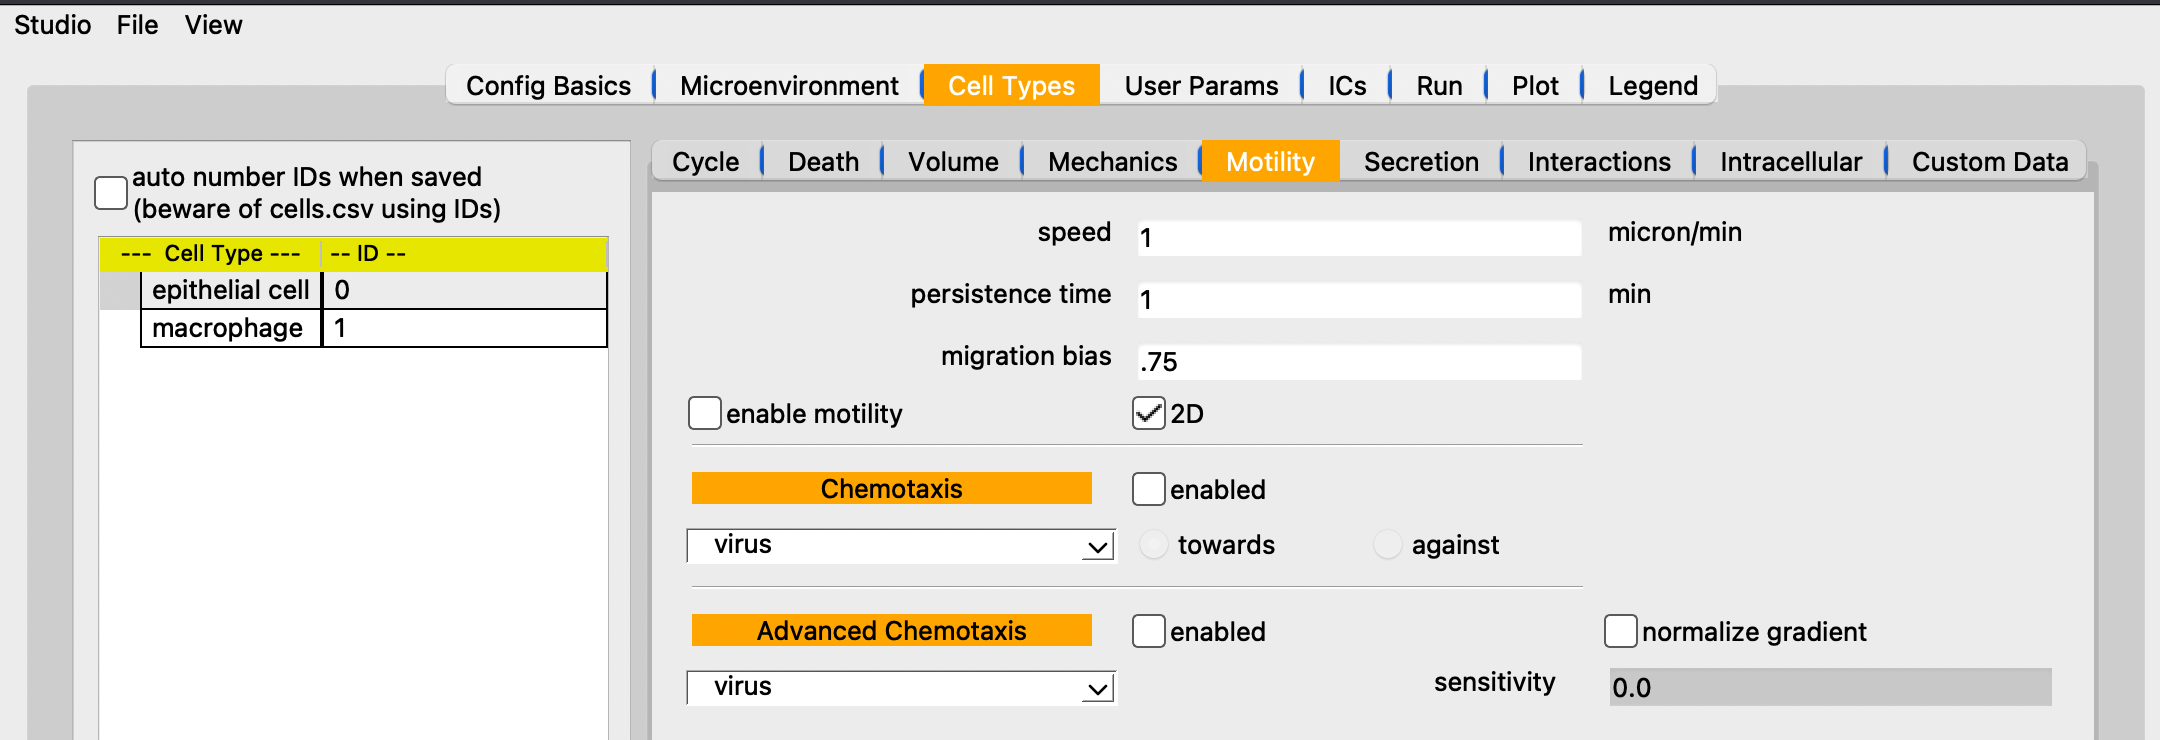 Studio File View
Config Basics Microenvironment Cell Types User Params ICs Run Plot Legend
auto number IDs when saved
(beware of cells.csv using IDs)
--- Cell Type --- -- ID --
epithelial cell 0
macrophage 1
Cycle Death Volume Mechanics Motility Secretion Interactions Intracellular Custom Data
speed 1 micron/min
persistence time 1 min
migration bias .75
enable motility 2D
Chemotaxis enabled
virus towards against
Advanced Chemotaxis enabled normalize gradient
virus sensitivity 0.0